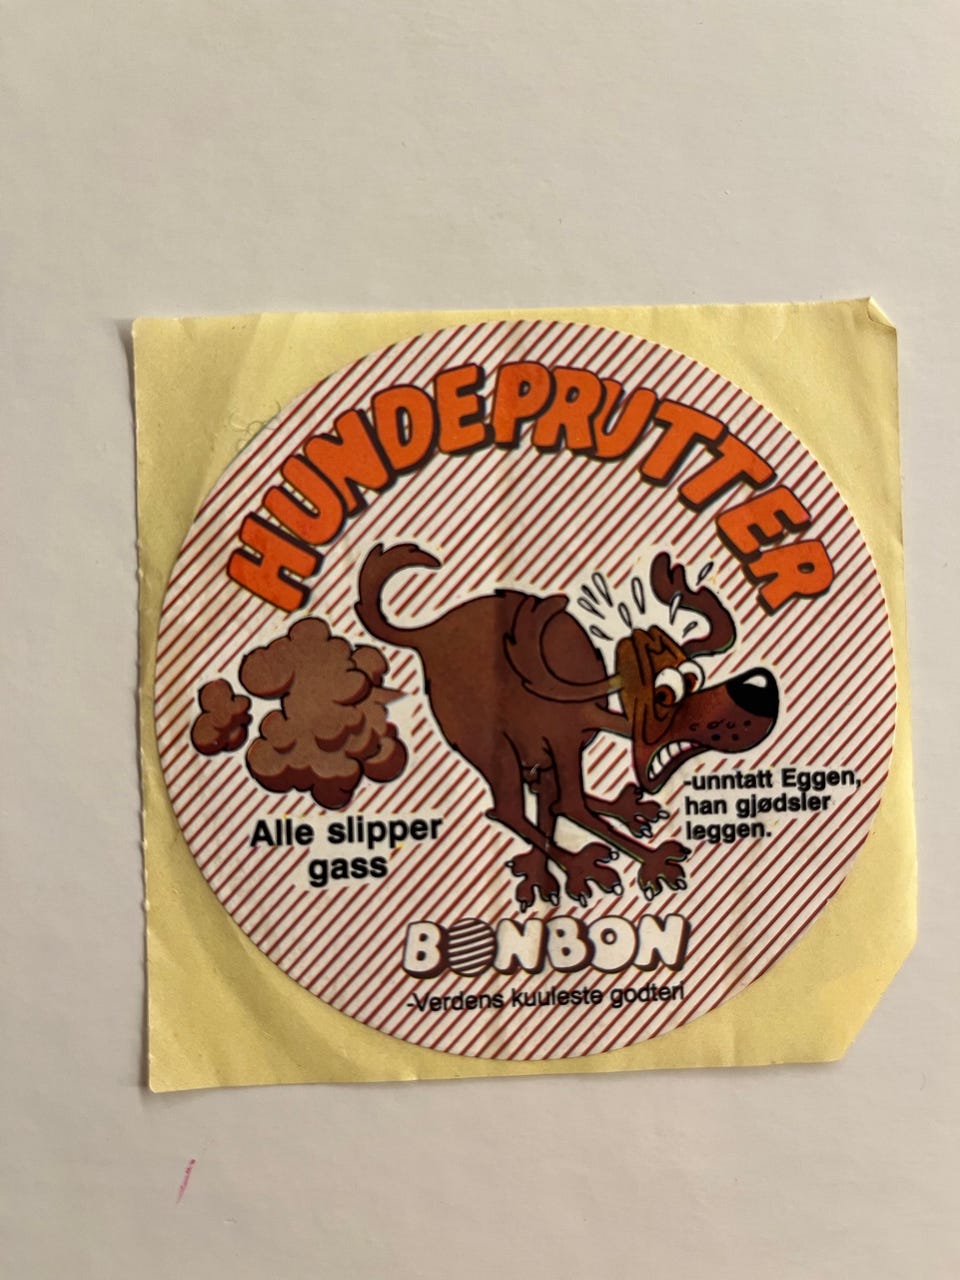 HUNDEPRUTTER
Alle slipper
gass
-unntatt Eggen,
han gjødsler
leggen.
BONBON
-Verdens kuuleste godteri